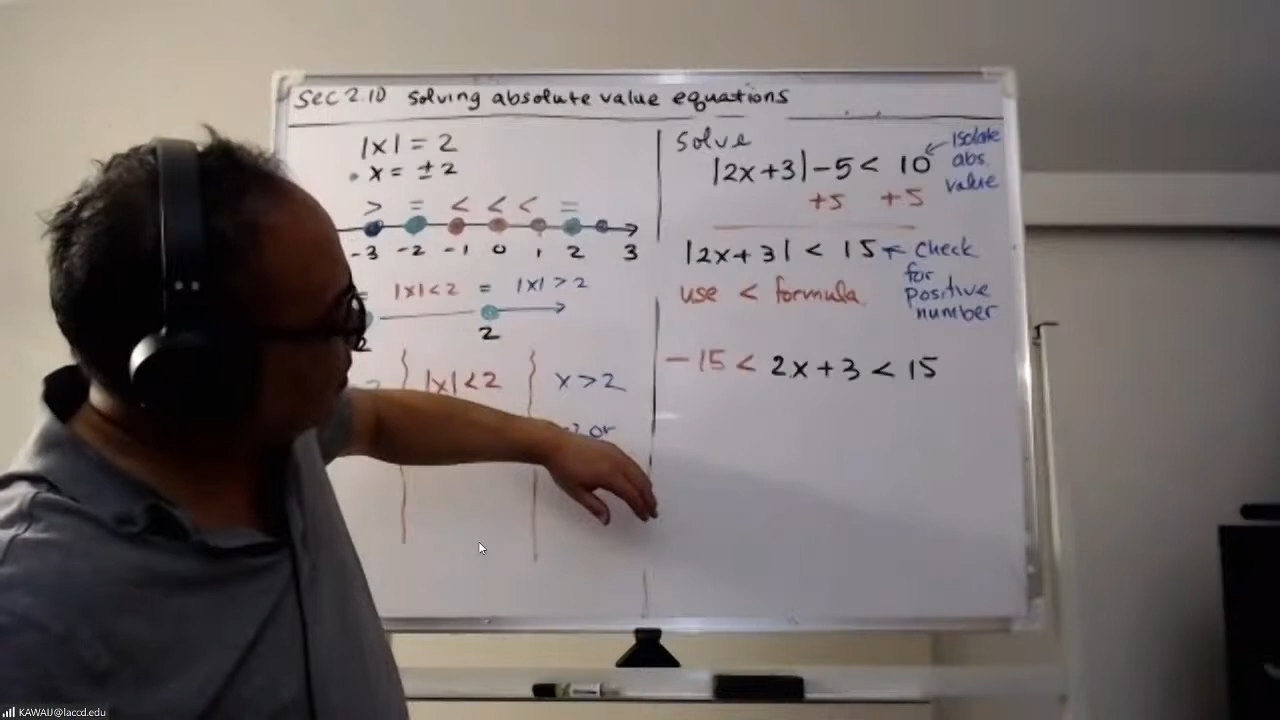 Sec 2.10 Solving absolute value equations
|x| = 2
• x = ± 2
> = < < < =
-3 -2 -1 0 1 2 3
= |x|<2 = |x|>2
2 2
2 |x|<2 x>2
or
Solve
|2x+3|-5 < 10
+5 +5
isolate
abs.
value
|2x+3| < 15
check
for
positive
number
use < formula
-15 < 2x+3 < 15
KAWAIJ@laccd.edu